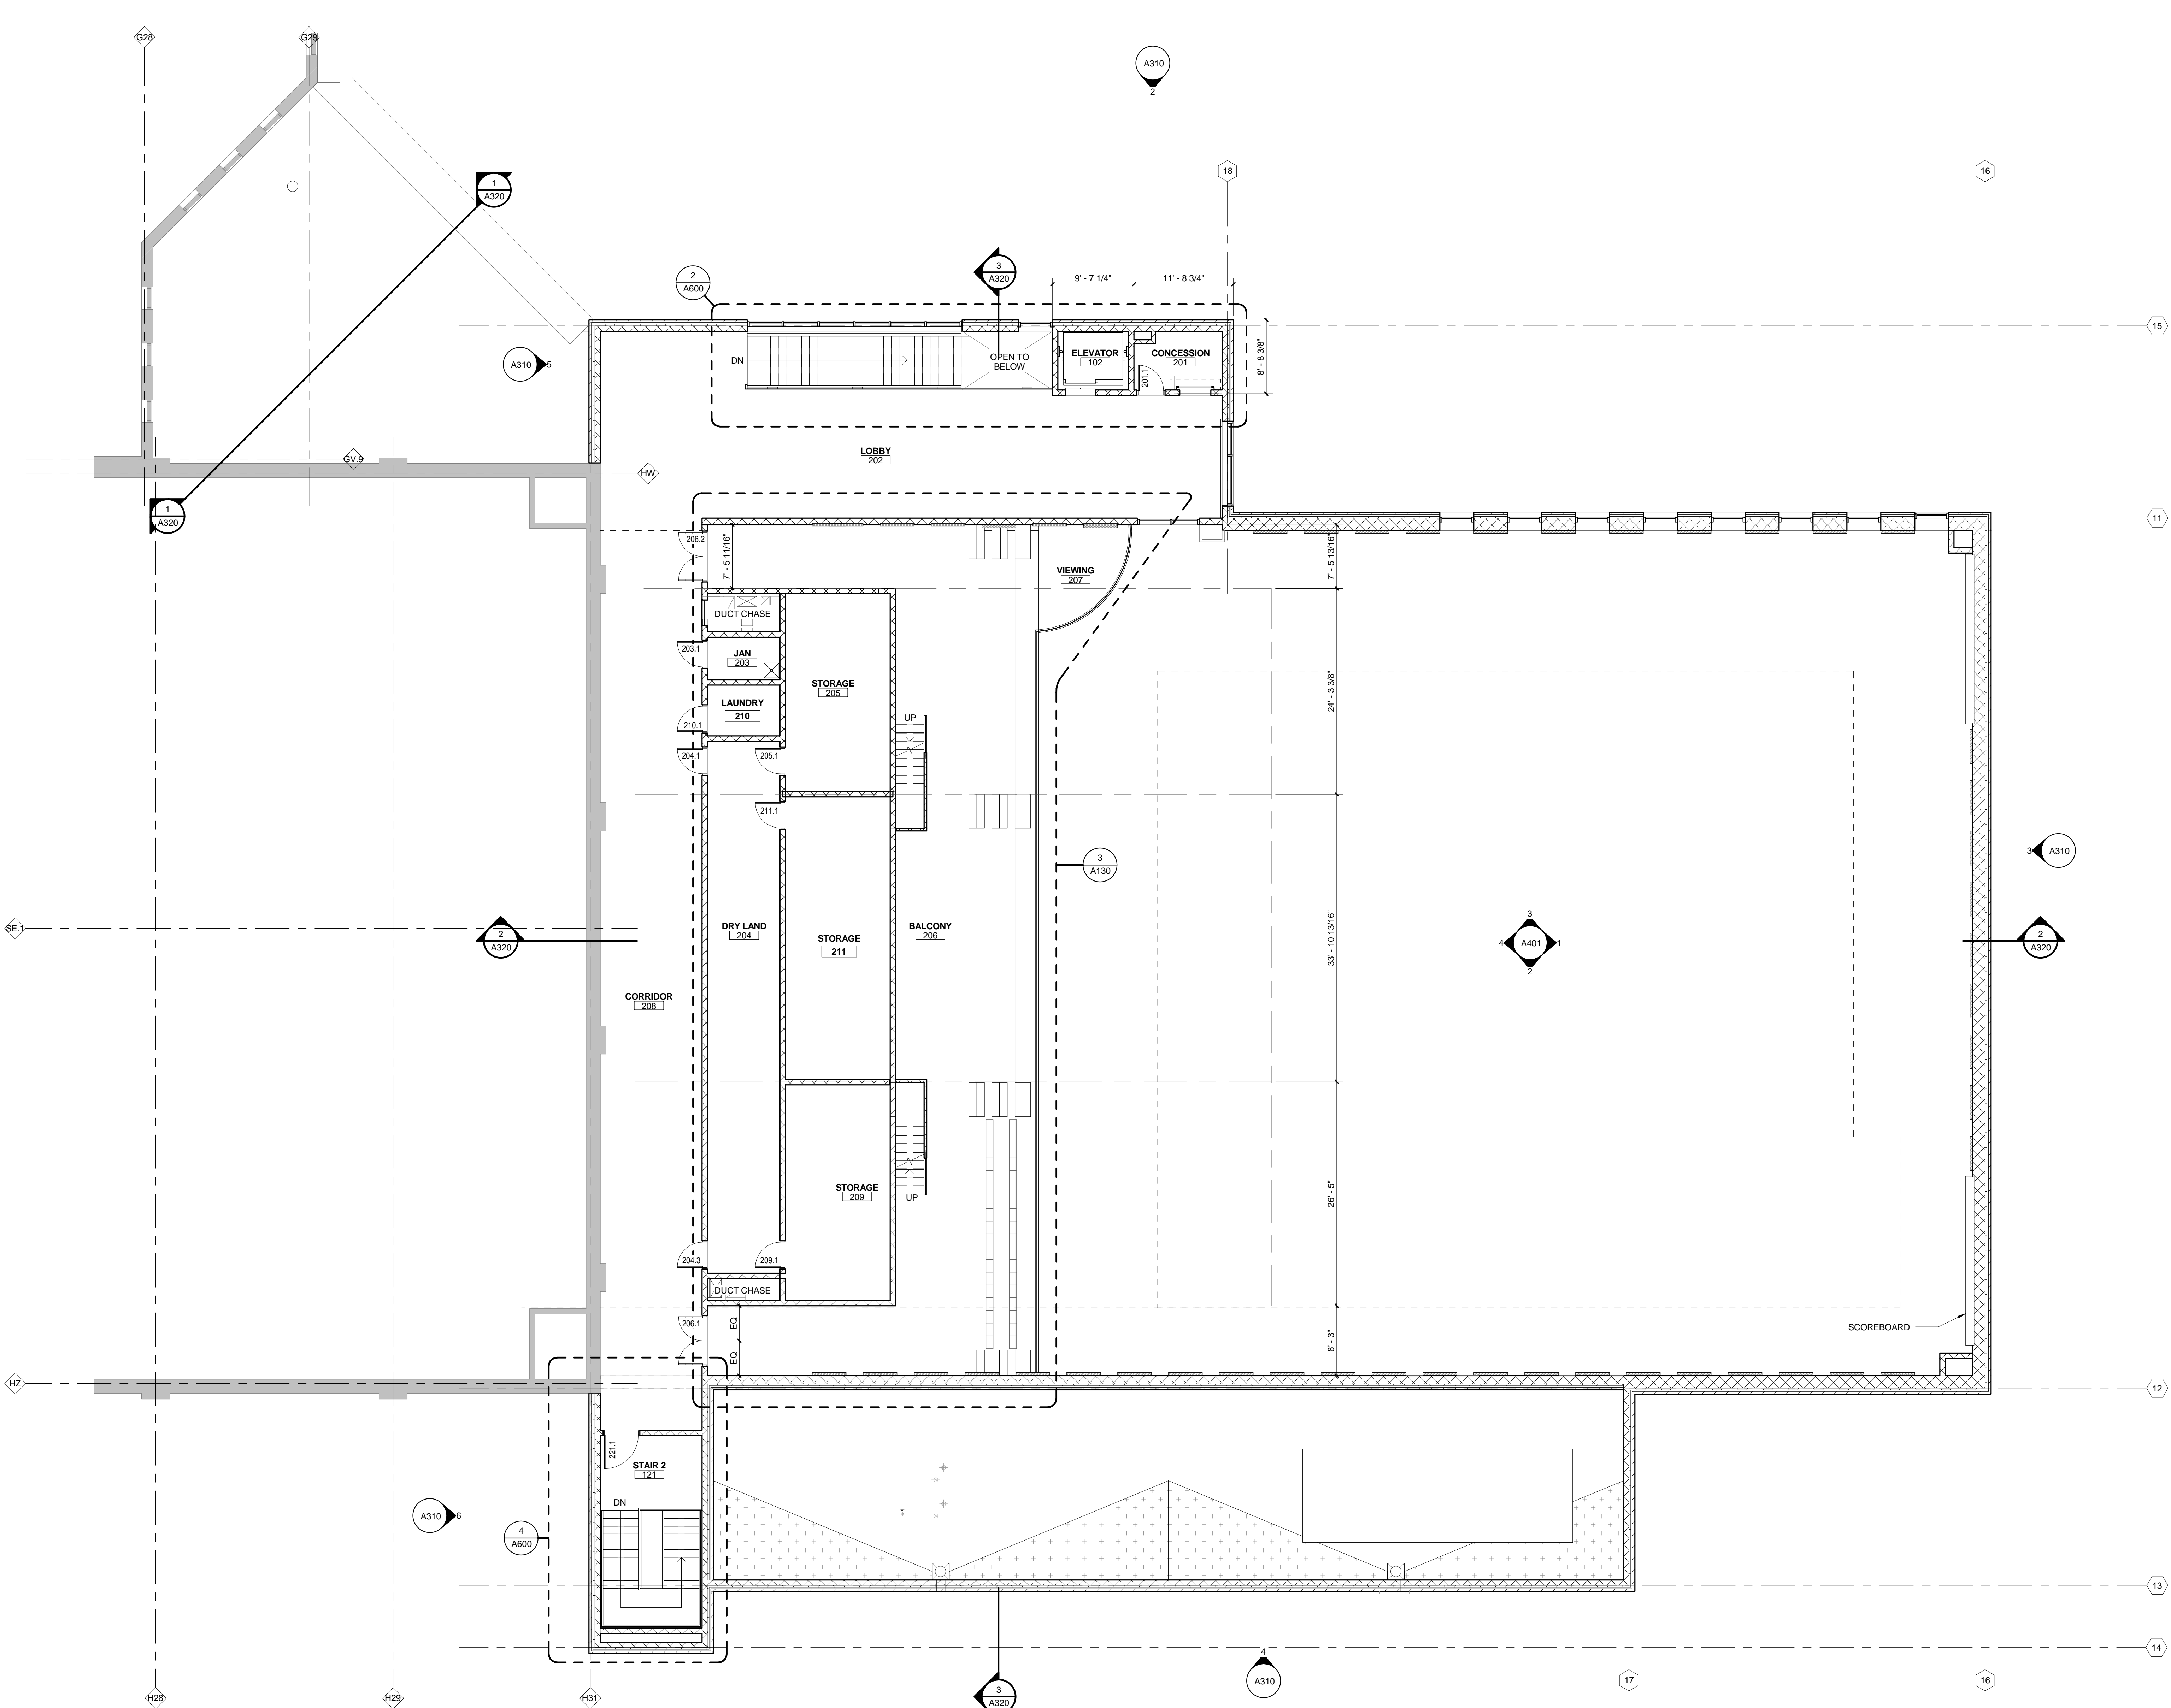 G28
G29
A310
2
1
A320
18
16
3
A320
2
A600
9' - 7 1/4"
11' - 8 3/4"
15
8' - 8 3/8"
A310
5
DN
OPEN TO
BELOW
ELEVATOR
102
CONCESSION
201
201.1
GV.9
HW
LOBBY
202
1
A320
11
206.2
7' - 5 11/16"
7' - 5 13/16"
VIEWING
207
DUCT CHASE
203.1
JAN
203
STORAGE
205
24' - 3 3/8"
LAUNDRY
210
210.1
UP
204.1
205.1
211.1
3
A130
3
A310
SE.1
2
A320
DRY LAND
204
STORAGE
211
BALCONY
206
33' - 10 13/16"
3
4
A401
1
2
2
A320
CORRIDOR
208
STORAGE
209
UP
26' - 5"
204.3
209.1
DUCT CHASE
206.1
EQ
EQ
8' - 3"
SCOREBOARD
HZ
12
221.1
STAIR 2
121
DN
A310
6
4
A600
13
4
A310
14
17
16
H28
H29
H31
3
A320